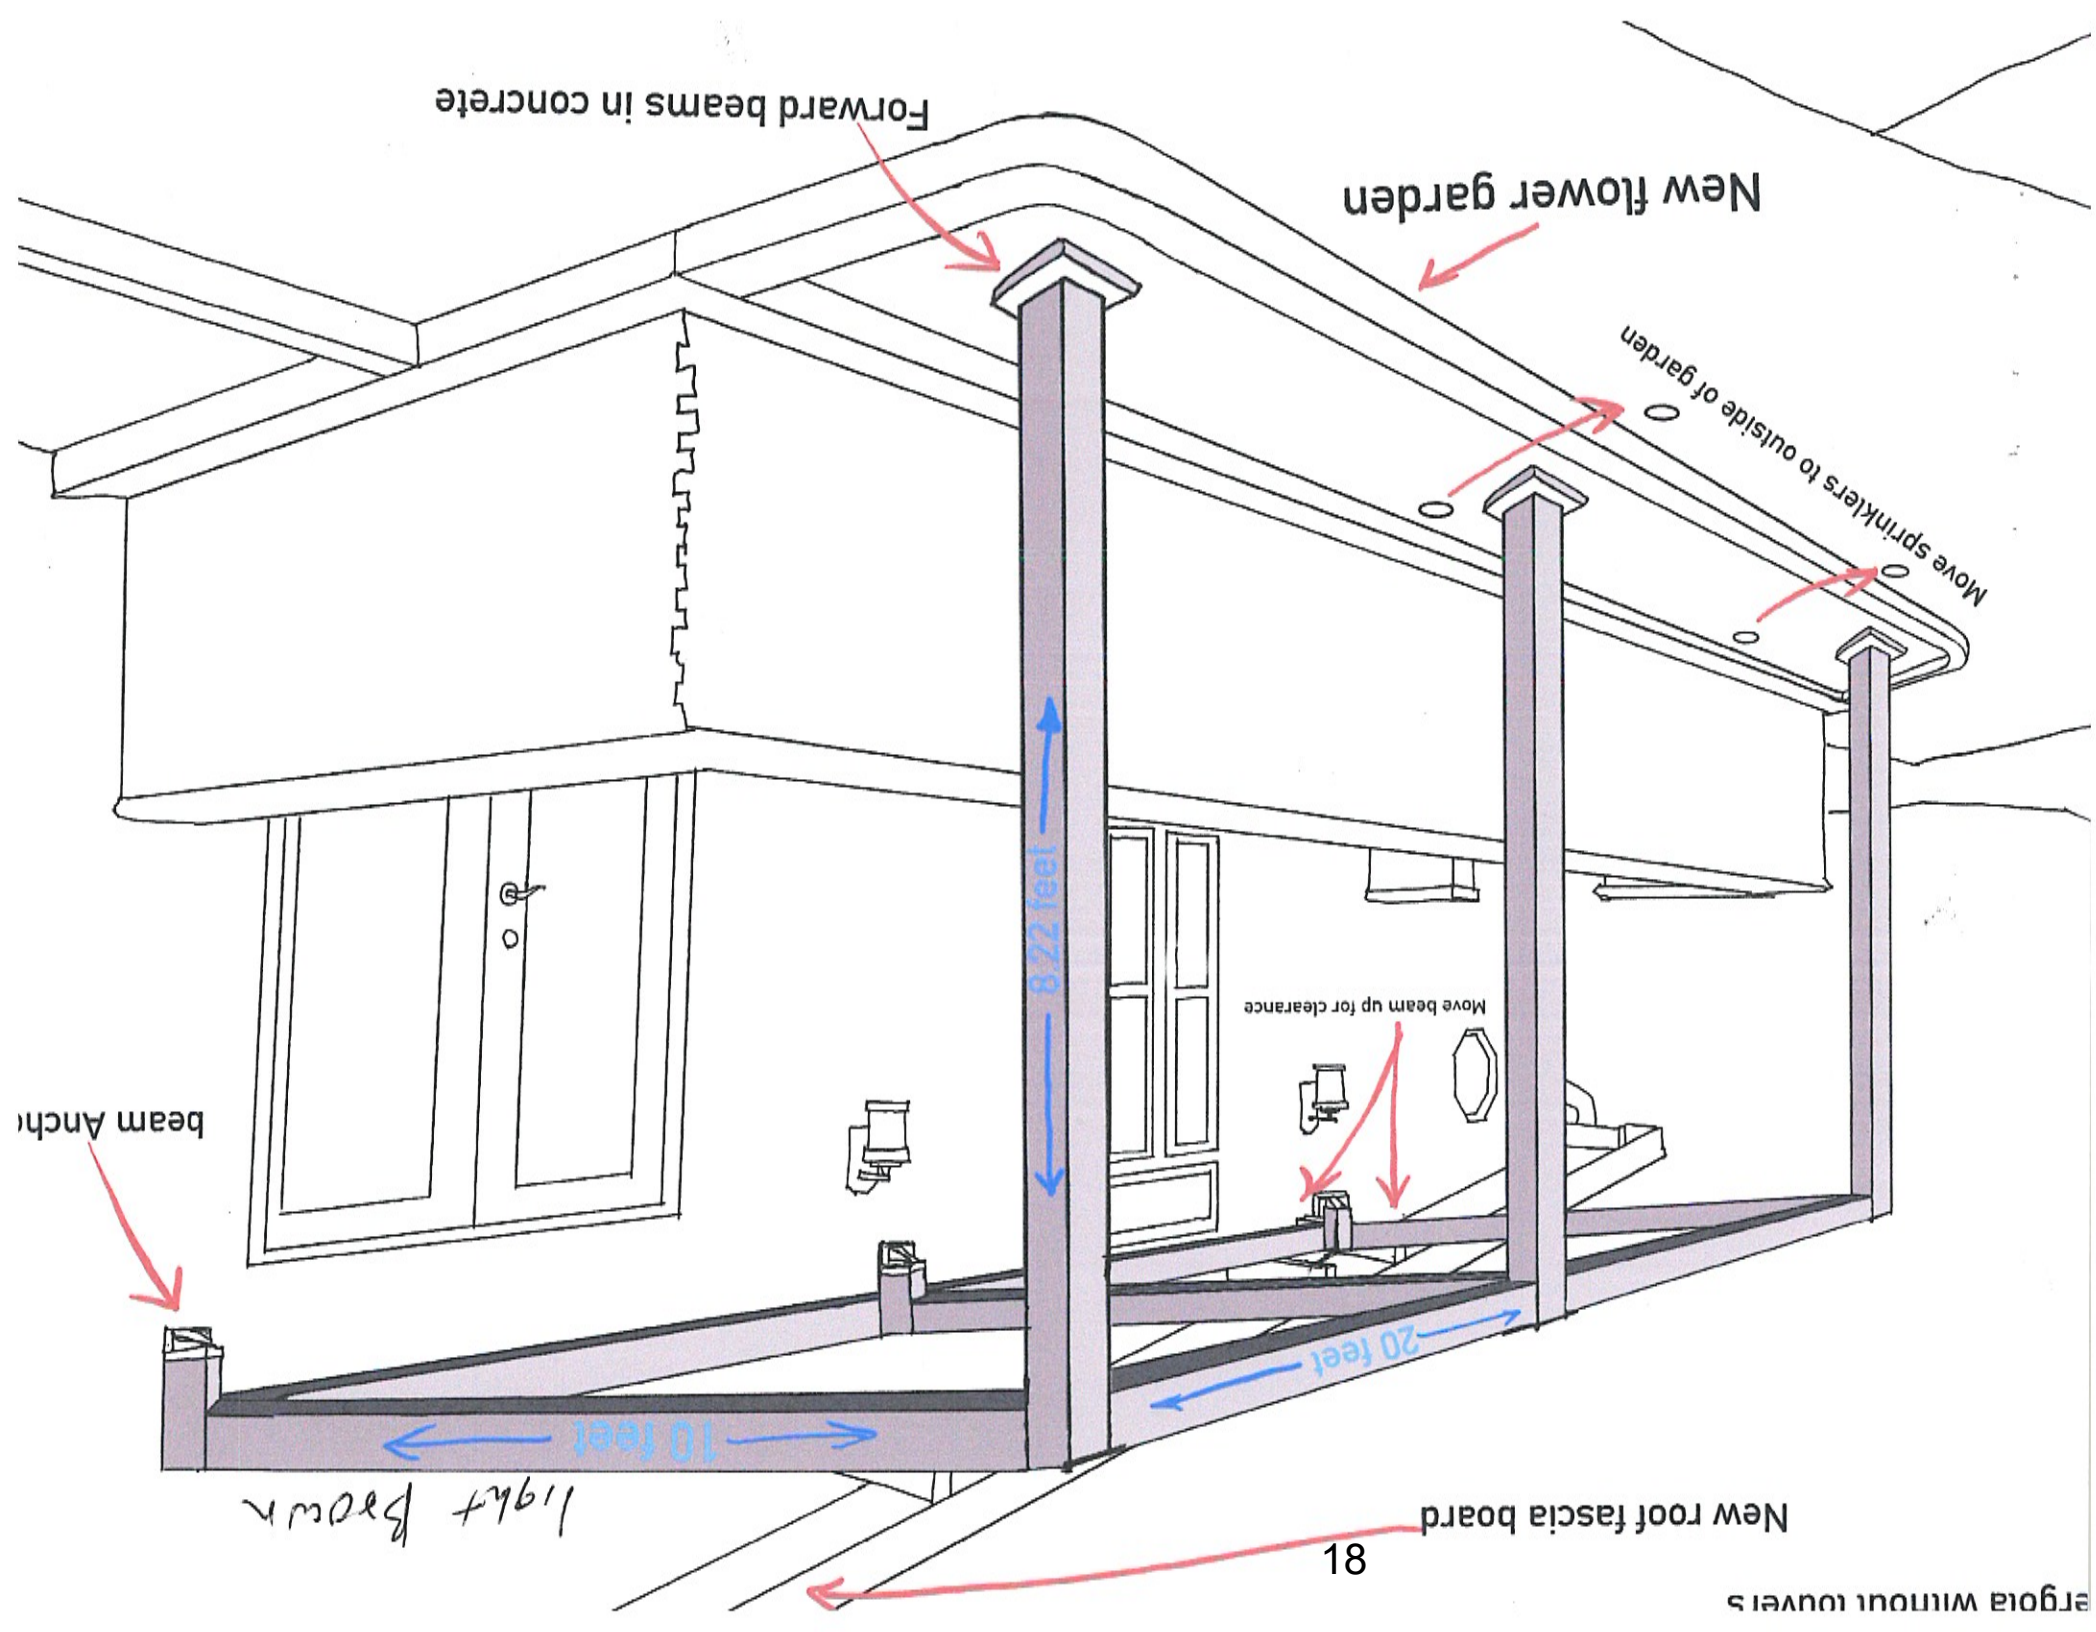 ergola without louvers
New roof fascia board
light Brown
10 feet
20 feet
beam Ancho
Move beam up for clearance
8.22 feet
Move sprinklers to outside of garden
New flower garden
Forward beams in concrete
18